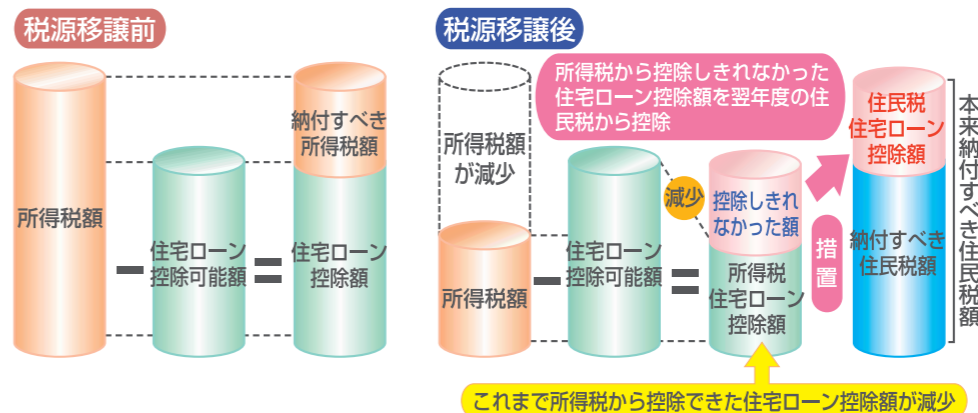 税源移譲前
所得税額
住宅ローン
控除可能額
納付すべき
所得税額
住宅ローン
控除額
税源移譲後
所得税額
が減少
所得税額
住宅ローン
控除可能額
減少
控除しきれ
なかった額
所得税
住宅ローン
控除額
所得税から控除しきれなかった
住宅ローン控除額を翌年度の住
民税から控除
措置
住民税
住宅ローン
控除額
納付すべき
住民税額
本来納付すべき住民税額
これまで所得税から控除できた住宅ローン控除額が減少